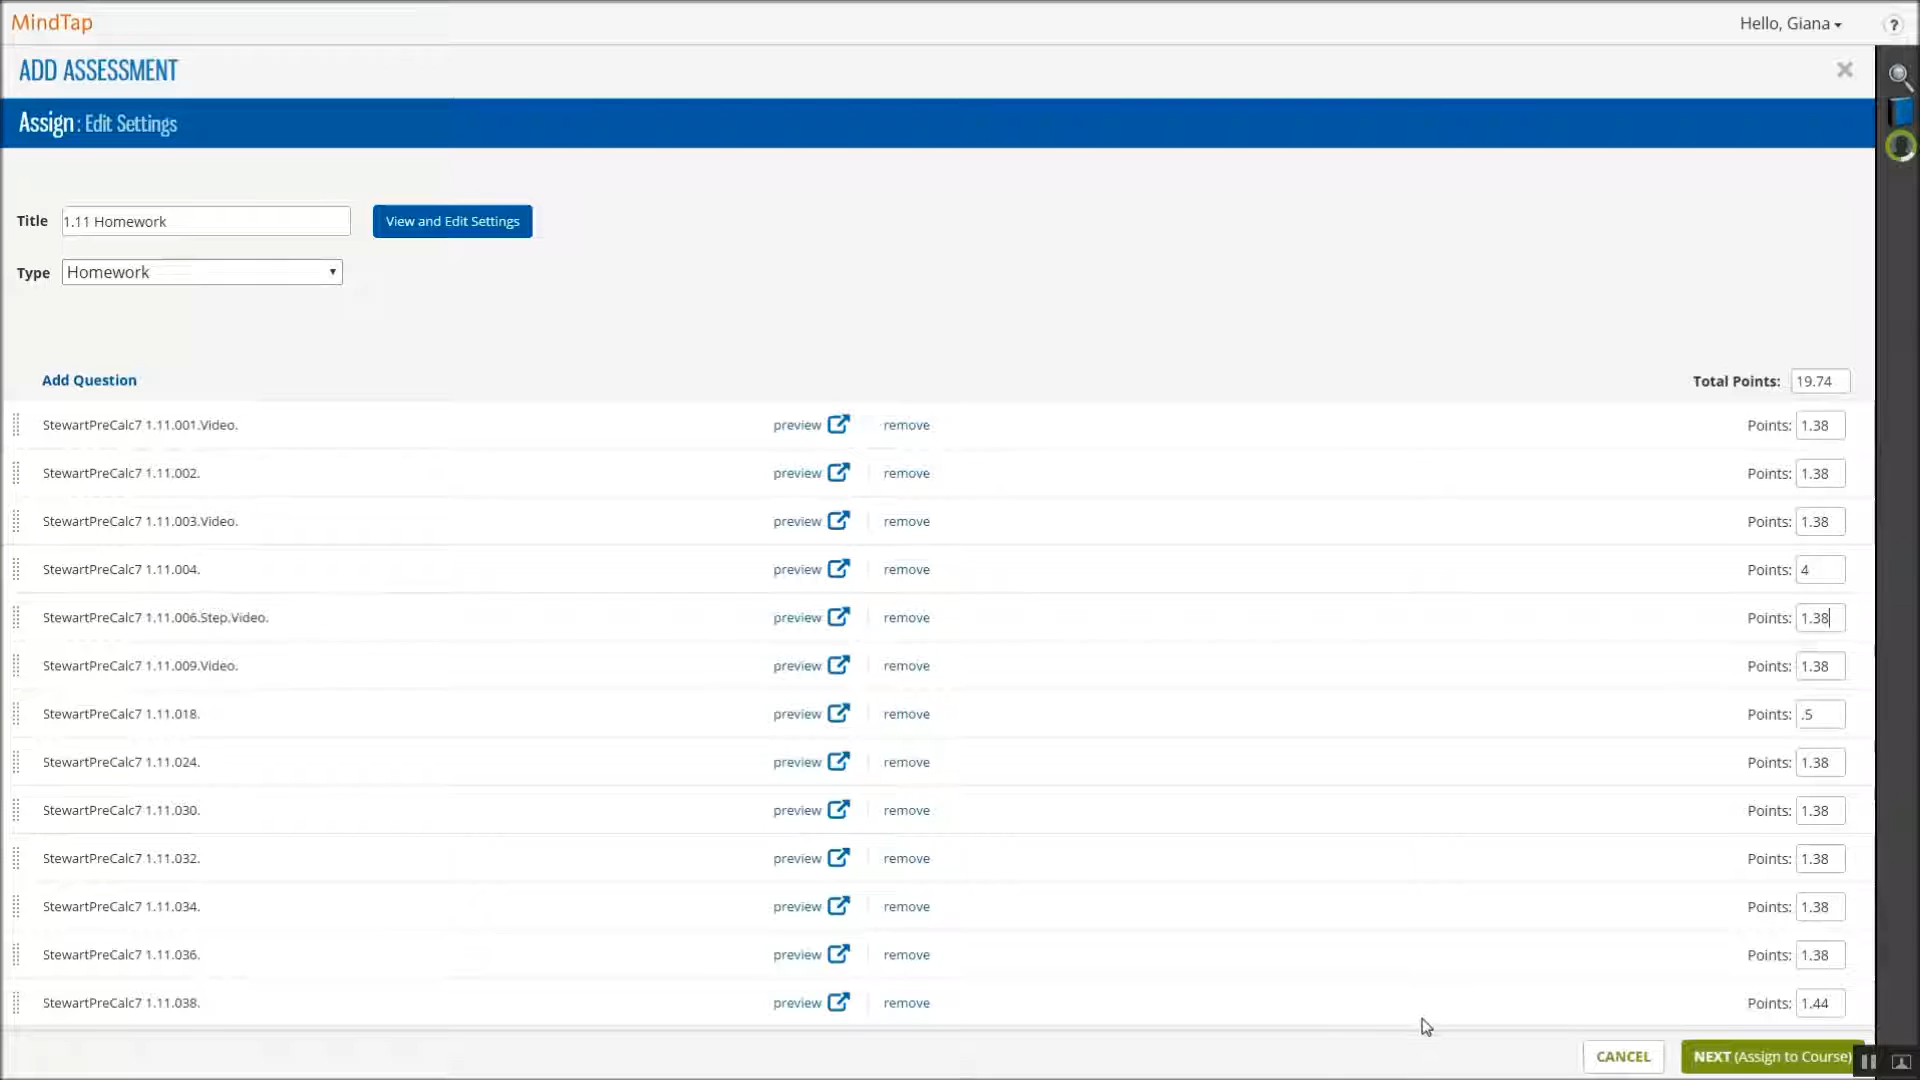 MindTap
Hello, Giana
?
ADD ASSESSMENT
Assign : Edit Settings
Title 1.11 Homework View and Edit Settings
Type Homework
Add Question Total Points: 19.74
StewartPreCalc7 1.11.001.Video. preview remove Points: 1.38
StewartPreCalc7 1.11.002. preview remove Points: 1.38
StewartPreCalc7 1.11.003.Video. preview remove Points: 1.38
StewartPreCalc7 1.11.004. preview remove Points: 4
StewartPreCalc7 1.11.006.Step.Video. preview remove Points: 1.38
StewartPreCalc7 1.11.009.Video. preview remove Points: 1.38
StewartPreCalc7 1.11.018. preview remove Points: .5
StewartPreCalc7 1.11.024. preview remove Points: 1.38
StewartPreCalc7 1.11.030. preview remove Points: 1.38
StewartPreCalc7 1.11.032. preview remove Points: 1.38
StewartPreCalc7 1.11.034. preview remove Points: 1.38
StewartPreCalc7 1.11.036. preview remove Points: 1.38
StewartPreCalc7 1.11.038. preview remove Points: 1.44
CANCEL NEXT (Assign to Course)